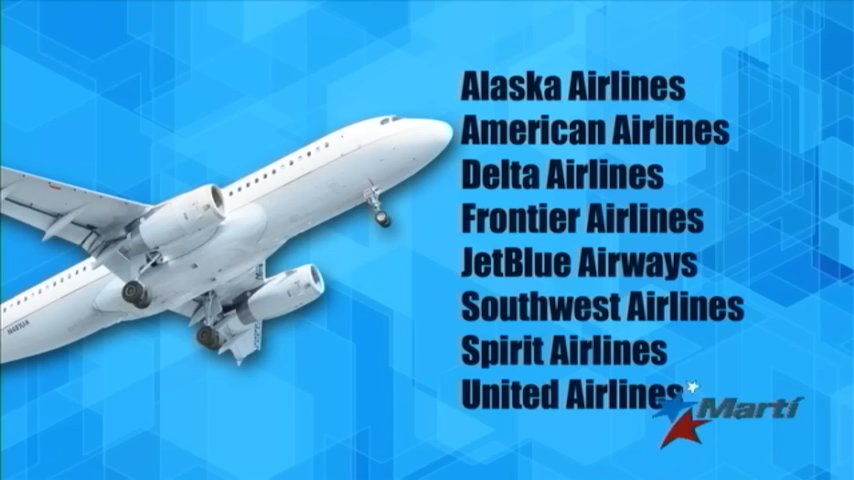 Alaska Airlines
American Airlines
Delta Airlines
Frontier Airlines
JetBlue Airways
Southwest Airlines
Spirit Airlines
United Airlines
Martí